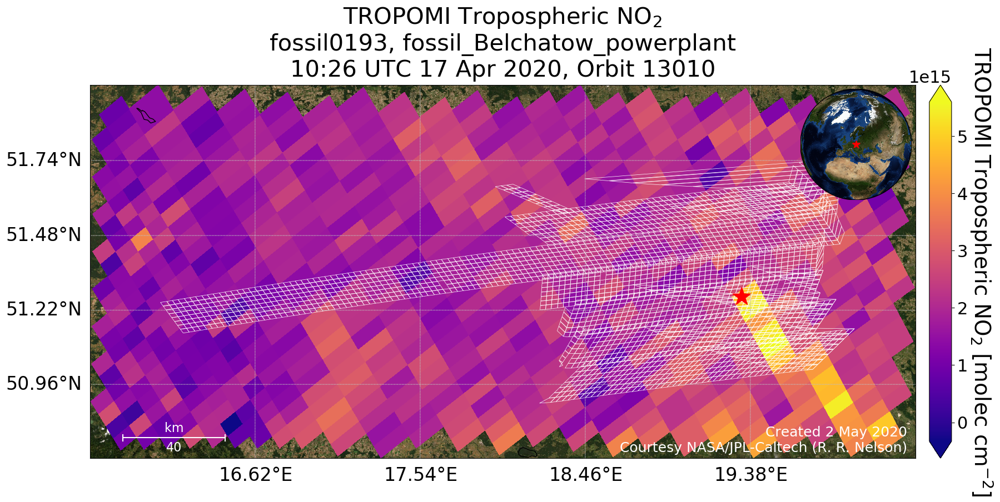 TROPOMI Tropospheric NO₂
fossil0193, fossil_Belchatow_powerplant
10:26 UTC 17 Apr 2020, Orbit 13010
1e15
51.74°N
51.48°N
51.22°N
50.96°N
16.62°E
17.54°E
18.46°E
19.38°E
km
40
Created 2 May 2020
Courtesy NASA/JPL-Caltech (R. R. Nelson)
5
4
3
2
1
0
TROPOMI Tropospheric NO₂ [molec cm⁻²]